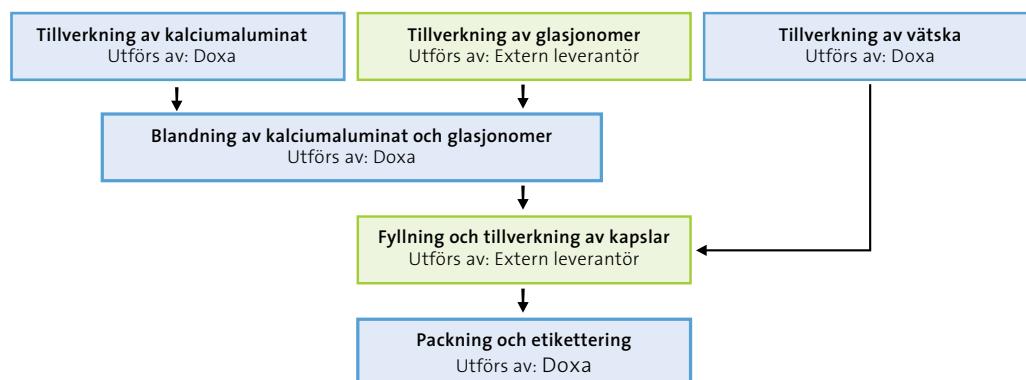 Tillverkning av kalciumaluminat
Utförs av: Doxa
Tillverkning av glasjonomer
Utförs av: Extern leverantör
Tillverkning av vätska
Utförs av: Doxa
Blandning av kalciumaluminat och glasjonomer
Utförs av: Doxa
Fyllning och tillverkning av kapslar
Utförs av: Extern leverantör
Packning och etikettering
Utförs av: Doxa